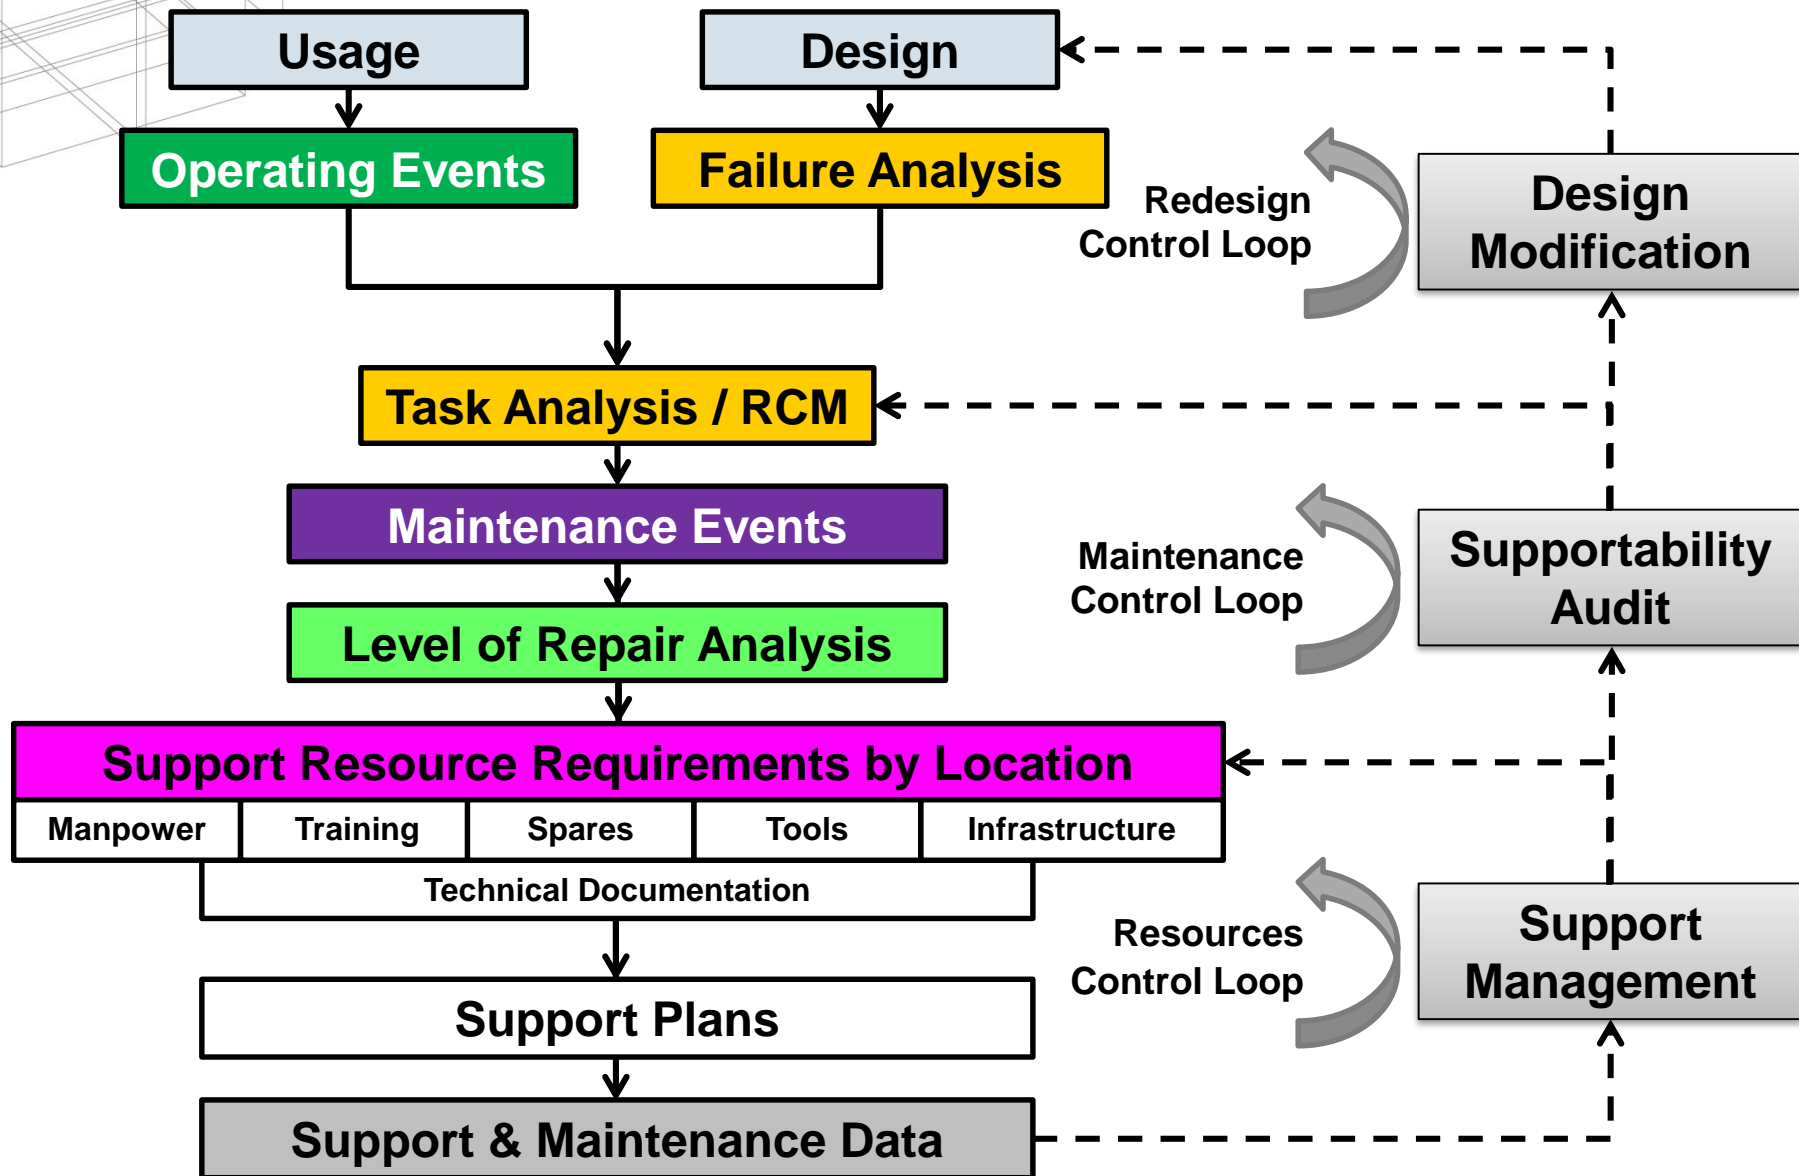 Usage
Design
Operating Events
Failure Analysis
Redesign
Control Loop
Design
Modification
Task Analysis / RCM
Maintenance Events
Maintenance
Control Loop
Supportability
Audit
Level of Repair Analysis
Support Resource Requirements by Location
Manpower
Training
Spares
Tools
Infrastructure
Technical Documentation
Resources
Control Loop
Support
Management
Support Plans
Support & Maintenance Data